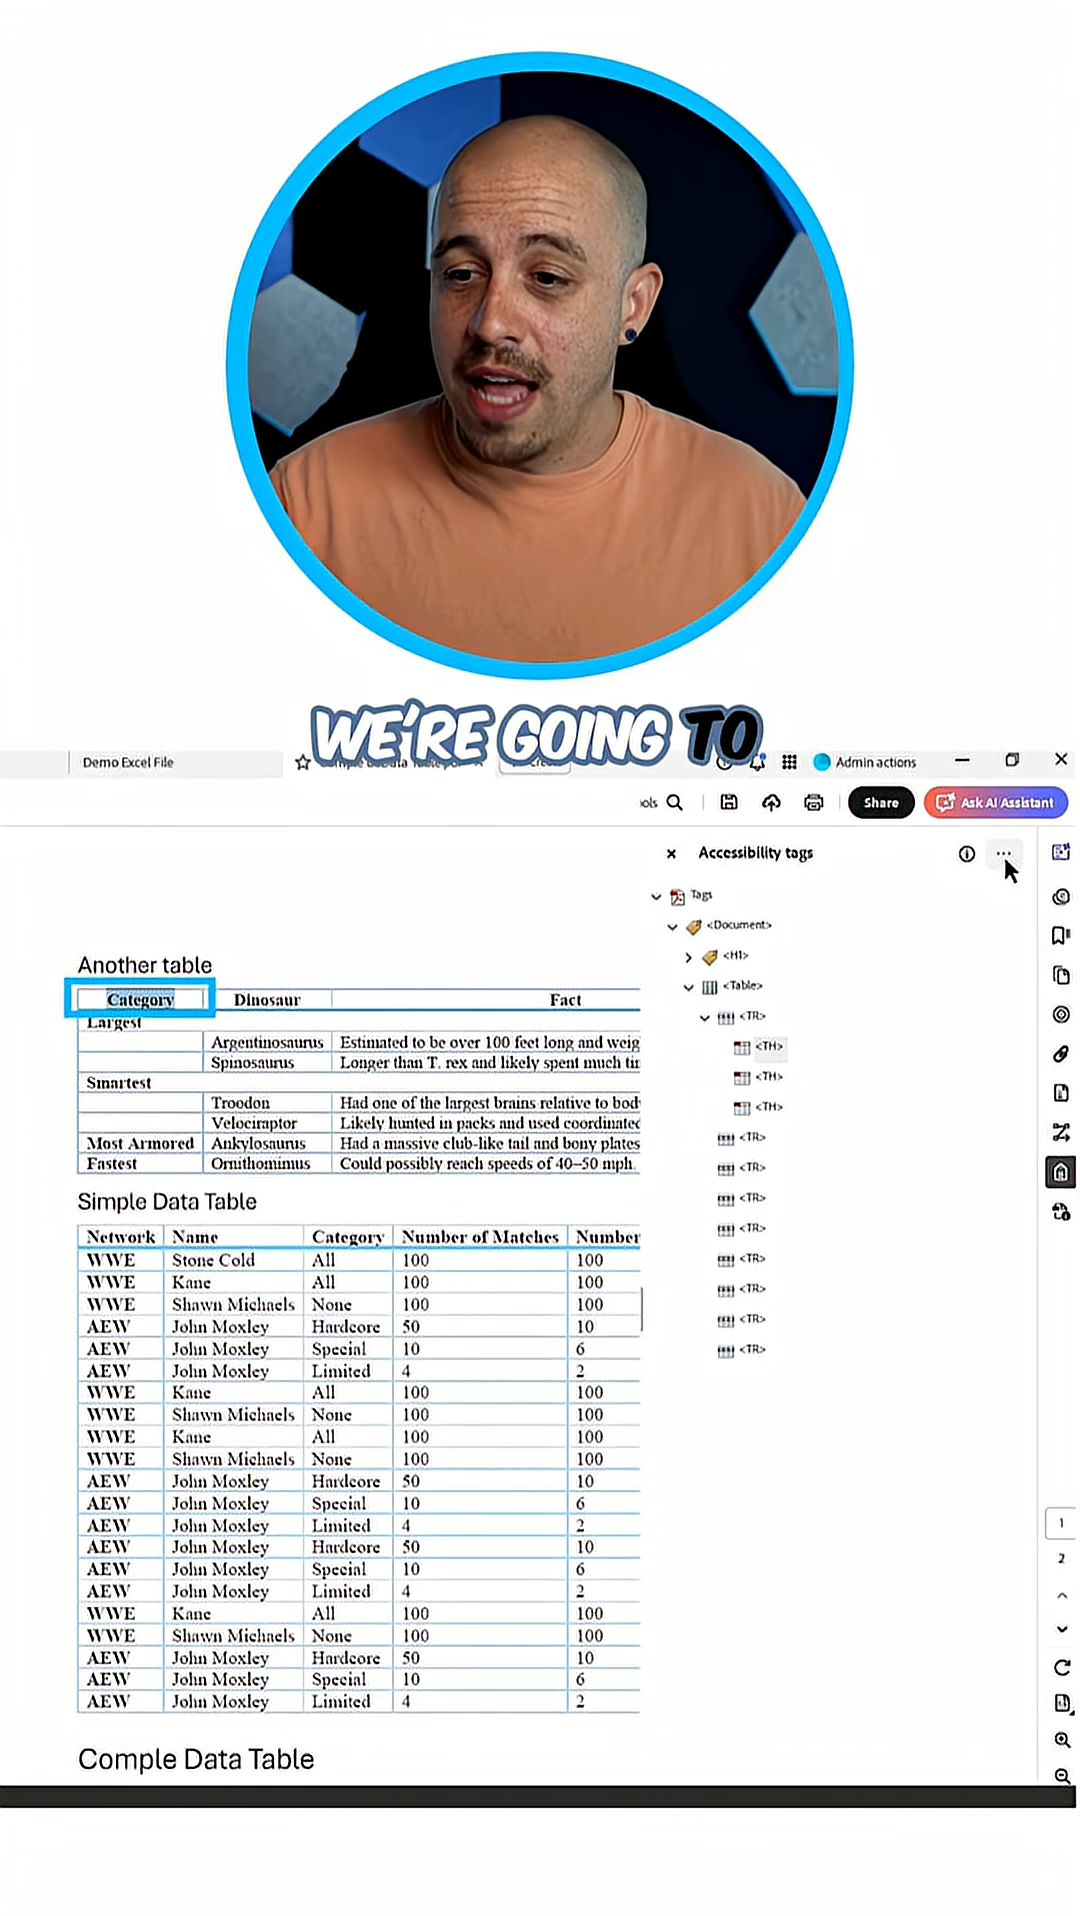 WE'RE GOING TO
Demo Excel File
Admin actions
ols
Share
Ask AI Assistant
Accessibility tags
Tags
<Document>
<H1>
<Table>
<TR>
<TH>
<TH>
<TH>
<TR>
<TR>
<TR>
<TR>
<TR>
<TR>
<TR>
<TR>
Another table
Category Dinosaur Fact
Largest
Argentinosaurus Estimated to be over 100 feet long and weig
Spinosaurus Longer than T. rex and likely spent much
Smartest
Troodon Had one of the largest brains relative to bod
Velociraptor Likely hunted in packs and used coordinated
Most Armored Ankylosaurus Had a massive club-like tail and bony plates
Fastest Ornithominus Could possibly reach speeds of 40–50 mph.
Simple Data Table
Network Name Category Number of Matches Number
WWE Stone Cold All 100 100
WWE Kane All 100 100
WWE Shawn Michaels None 100 100
AEW John Moxley Hardcore 50 10
AEW John Moxley Special 10 6
AEW John Moxley Limited 4 2
WWE Kane All 100 100
WWE Shawn Michaels None 100 100
WWE Kane All 100 100
WWE Shawn Michaels None 100 100
AEW John Moxley Hardcore 50 10
AEW John Moxley Special 10 6
AEW John Moxley Limited 4 2
AEW John Moxley Hardcore 50 10
AEW John Moxley Special 10 6
AEW John Moxley Limited 4 2
WWE Kane All 100 100
WWE Shawn Michaels None 100 100
AEW John Moxley Hardcore 50 10
AEW John Moxley Special 10 6
AEW John Moxley Limited 4 2
Comple Data Table
1
2